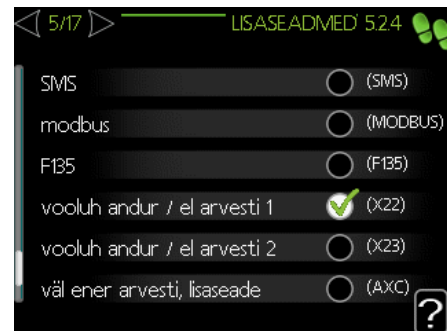 5/17 LISASEADMED 5.2.4
SMS (SMS)
modbus (MODBUS)
F135 (F135)
vooluh andur / el arvesti 1 (X22)
vooluh andur / el arvesti 2 (X23)
väl ener arvesti, lisaseade (AXC)
?